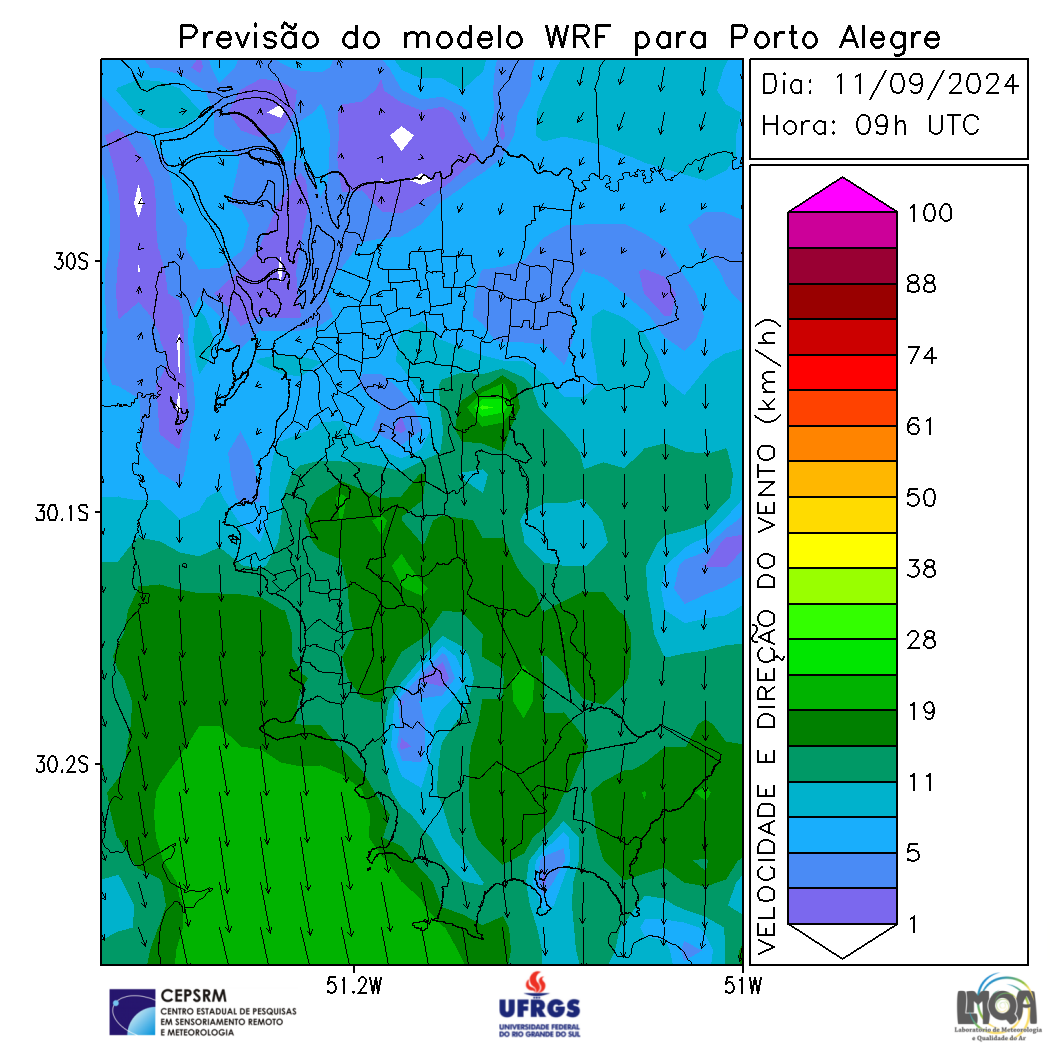 Previsão do modelo WRF para Porto Alegre
Dia: 11/09/2024
Hora: 09h UTC
100
88
74
61
50
38
28
19
11
5
1
VELOCIDADE E DIREÇÃO DO VENTO (km/h)
30S
30.1S
30.2S
51.2W
51W
CEPSRM
CENTRO ESTADUAL DE PESQUISAS
EM SENSORIAMENTO REMOTO
E METEOROLOGIA
UFRGS
UNIVERSIDADE FEDERAL
DO RIO GRANDE DO SUL
LMQA
Laboratório de Meteorologia
e Qualidade do Ar